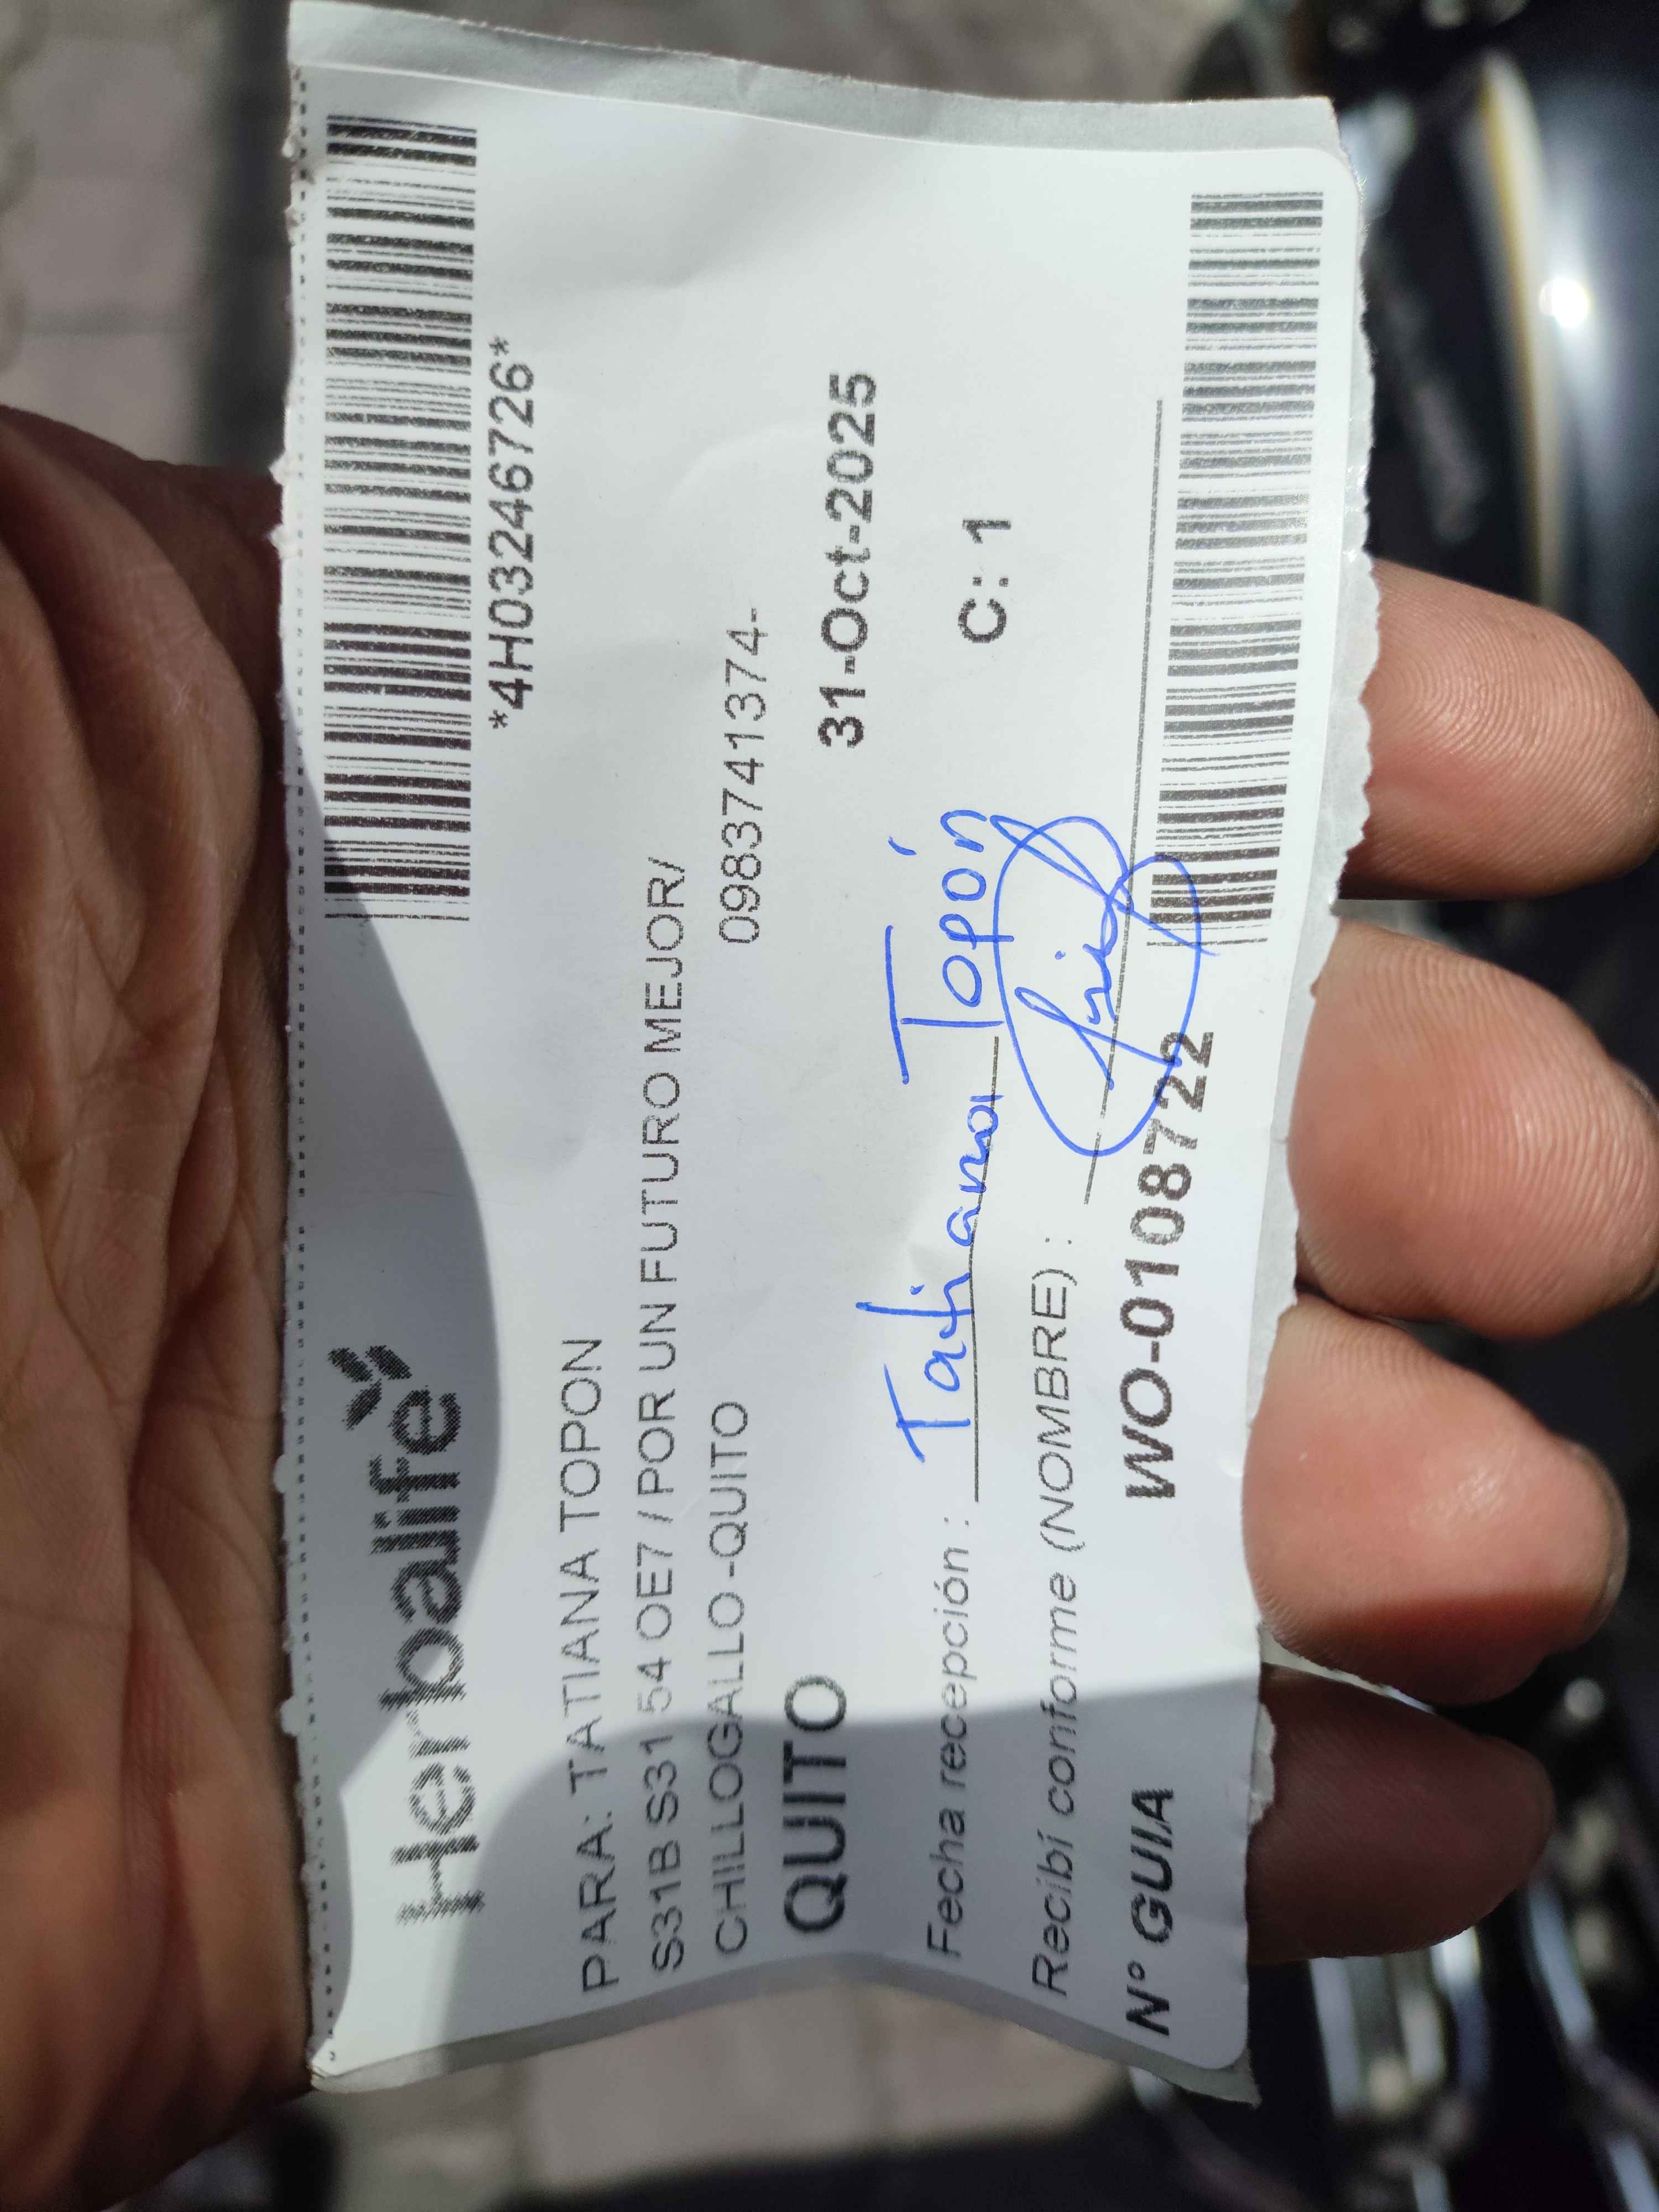 Herbalife
*4H03246726*
PARA: TATIANA TOPON
S31B S31 54 OE7 / POR UN FUTURO MEJOR/
CHILLOGALLO -QUITO
0983741374-
QUITO
31-Oct-2025
Fecha recepción : Tatiana Topón
C: 1
Recibí conforme (NOMBRE) :
N° GUIA WO-0108722